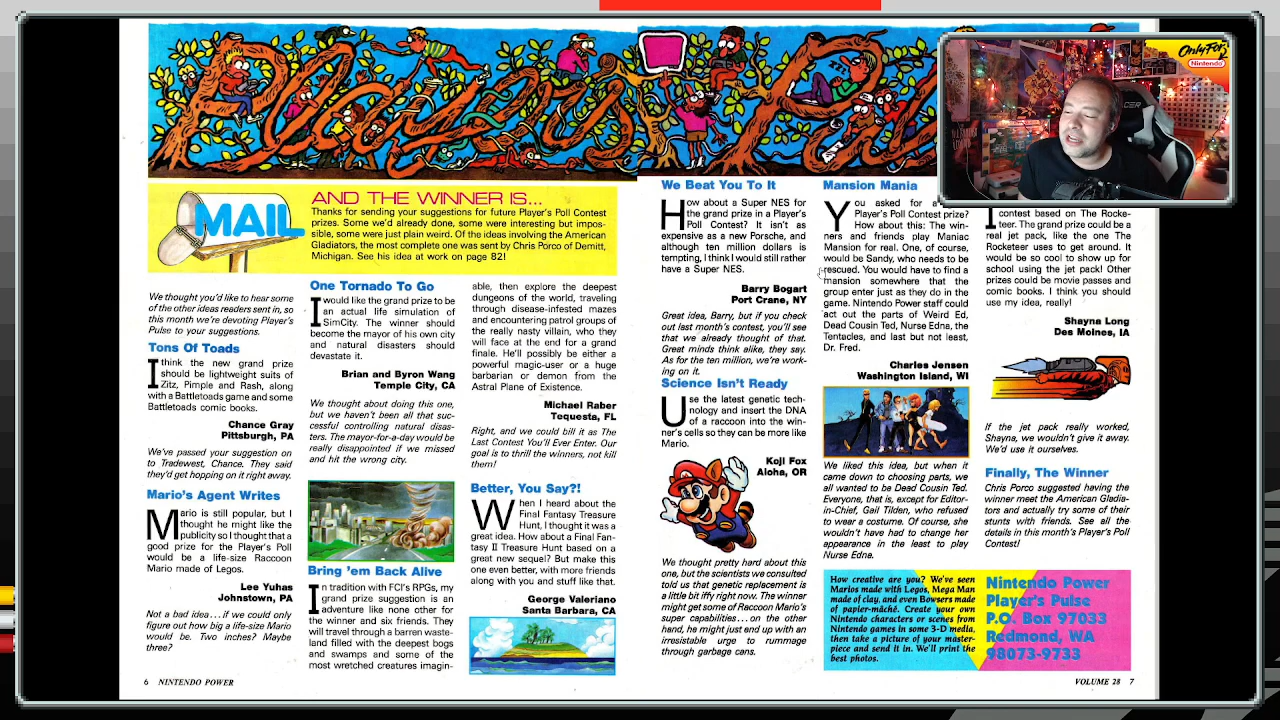 Player's Pul
MAIL
AND THE WINNER IS...
Thanks for sending your suggestions for future Player's Poll Contest
prizes. Some we'd already done, some were interesting but impos-
sible, some were just plain weird. Of the ideas involving the American
Gladiators, the most complete one was sent by Chris Porco of Demitt,
Michigan. See his idea at work on page 82!
We thought you'd like to hear some
of the other ideas readers sent in, so
this month we're devoting Player's
Pulse to your suggestions.
Tons Of Toads
I think the new grand prize
should be lightweight suits of
Zitz, Pimple and Rash, along
with a Battletoads game and some
Battletoads comic books.
Chance Gray
Pittsburgh, PA
We've passed your suggestion on
to Tradewest, Chance. They said
they'd get hopping on it right away.
Mario's Agent Writes
Mario is still popular, but I
thought he might like the
publicity so I thought that a
good prize for the Player's Poll
would be a life-size Raccoon
Mario made of Legos.
Lee Yuhas
Johnstown, PA
Not a bad idea...if we could only
figure out how big a life-size Mario
would be. Two inches? Maybe
three?
One Tornado To Go
I would like the grand prize to be
an actual life simulation of
SimCity. The winner should
become the mayor of his own city
and natural disasters should
devastate it.
Brian and Byron Wang
Temple City, CA
We thought about doing this one,
but we haven't been all that suc-
cessful controlling natural disas-
ters. The mayor-for-a-day would be
really disappointed if we missed
and hit the wrong city.
Bring 'em Back Alive
In tradition with FCI's RPGs, my
grand prize suggestion is an
adventure like none other for
the winner and six friends. They
will travel through a barren waste-
land filled with the deepest bogs
and swamps and some of the
most wretched creatures imagin-
able, then explore the deepest
dungeons of the world, traveling
through disease-infested mazes
and encountering patrol groups of
the really nasty villain, who they
will face at the end for a grand
finale. He'll possibly be either a
powerful magic-user or a huge
barbarian or demon from the
Astral Plane of Existence.
Michael Raber
Tequesta, FL
Right, and we could bill it as The
Last Contest You'll Ever Enter. Our
goal is to thrill the winners, not kill
them!
Better, You Say?!
When I heard about the
Final Fantasy Treasure
Hunt, I thought it was a
great idea. How about a Final Fan-
tasy II Treasure Hunt based on a
great new sequel? But make this
one even better, with more friends
along with you and stuff like that.
George Valeriano
Santa Barbara, CA
We Beat You To It
How about a Super NES for
the grand prize in a Player's
Poll Contest? It isn't as
expensive as a new Porsche, and
although ten million dollars is
tempting, I think I would still rather
have a Super NES.
Barry Bogart
Port Crane, NY
Great idea, Barry, but if you check
out last month's contest, you'll see
that we already thought of that.
Great minds think alike, they say.
As for the ten million, we're work-
ing on it.
Science Isn't Ready
Use the latest genetic tech-
nology and insert the DNA
of a raccoon into the win-
ner's cells so they can be more like
Mario.
Koji Fox
Aloha, OR
We thought pretty hard about this
one, but the scientists we consulted
told us that genetic replacement is
a little bit iffy right now. The winner
might get some of Raccoon Mario's
super capabilities...on the other
hand, he might just end up with an
irresistable urge to rummage
through garbage cans.
Mansion Mania
You asked for a
Player's Poll Contest prize?
How about this: The win-
ners and friends play Maniac
Mansion for real. One, of course,
would be Sandy, who needs to be
rescued. You would have to find a
mansion somewhere that the
group enter just as they do in the
game. Nintendo Power staff could
act out the parts of Weird Ed,
Dead Cousin Ted, Nurse Edna, the
Tentacles, and last but not least,
Dr. Fred.
Charles Jensen
Washington Island, WI
We liked this idea, but when it
came down to choosing parts, we
all wanted to be Dead Cousin Ted.
Everyone, that is, except for Editor-
in-Chief, Gail Tilden, who refused
to wear a costume. Of course, she
wouldn't have had to change her
appearance in the least to play
Nurse Edna.
contest based on The Rocke-
teer. The grand prize could be a
real jet pack, like the one The
Rocketeer uses to get around. It
would be so cool to show up for
school using the jet pack! Other
prizes could be movie passes and
comic books. I think you should
use my idea, really!
Shayna Long
Des Moines, IA
If the jet pack really worked,
Shayna, we wouldn't give it away.
We'd use it ourselves.
Finally, The Winner
Chris Porco suggested having the
winner meet the American Gladia-
tors and actually try some of their
stunts with friends. See all the
details in this month's Player's Poll
Contest!
How creative are you? We've seen
Marios made with Legos, Mega Man
made of clay, and even Bowsers made
of papier-mâché. Create your own
Nintendo characters or scenes from
Nintendo games in some 3-D media,
then take a picture of your master-
piece and send it in. We'll print the
best photos.
Nintendo Power
Player's Pulse
P.O. Box 97033
Redmond, WA
98073-9733
6 NINTENDO POWER
VOLUME 28 7
Nintendo